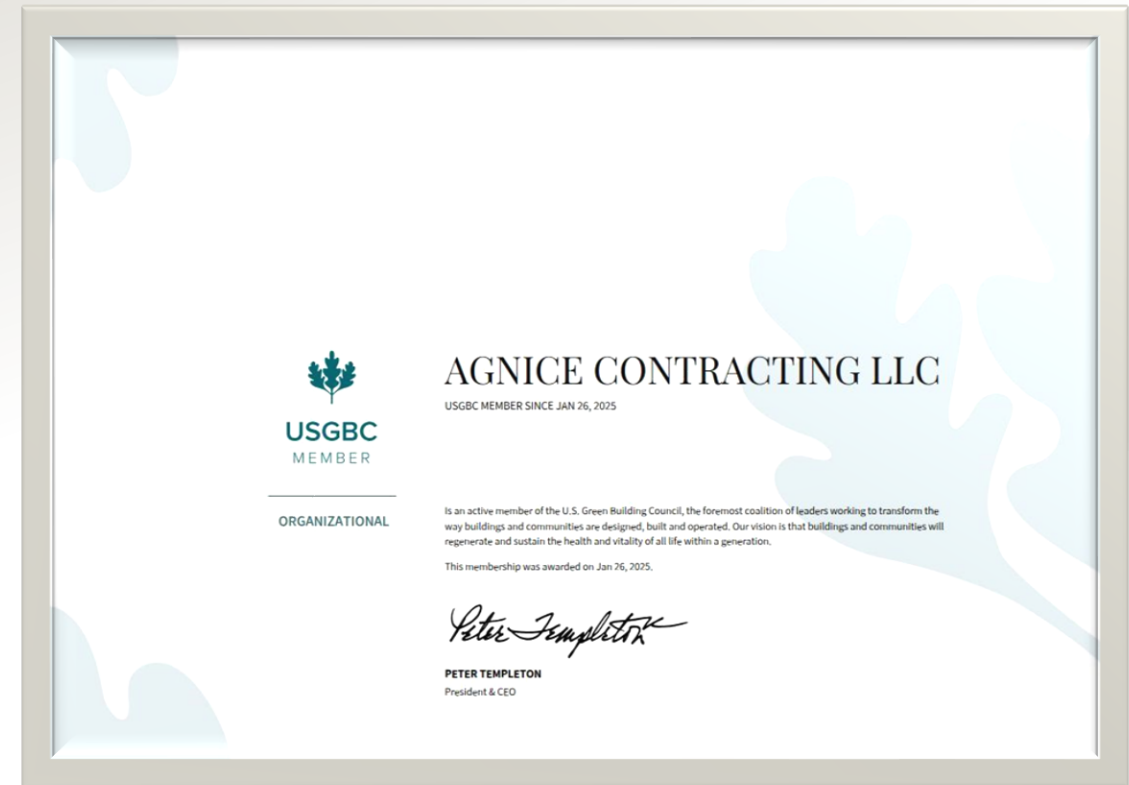 USGBC
MEMBER
ORGANIZATIONAL
AGNICE CONTRACTING LLC
USGBC MEMBER SINCE JAN 26, 2025
Is an active member of the U.S. Green Building Council, the foremost coalition of leaders working to transform the
way buildings and communities are designed, built and operated. Our vision is that buildings and communities will
regenerate and sustain the health and vitality of all life within a generation.
This membership was awarded on Jan 26, 2025.
Peter Templeton
PETER TEMPLETON
President & CEO